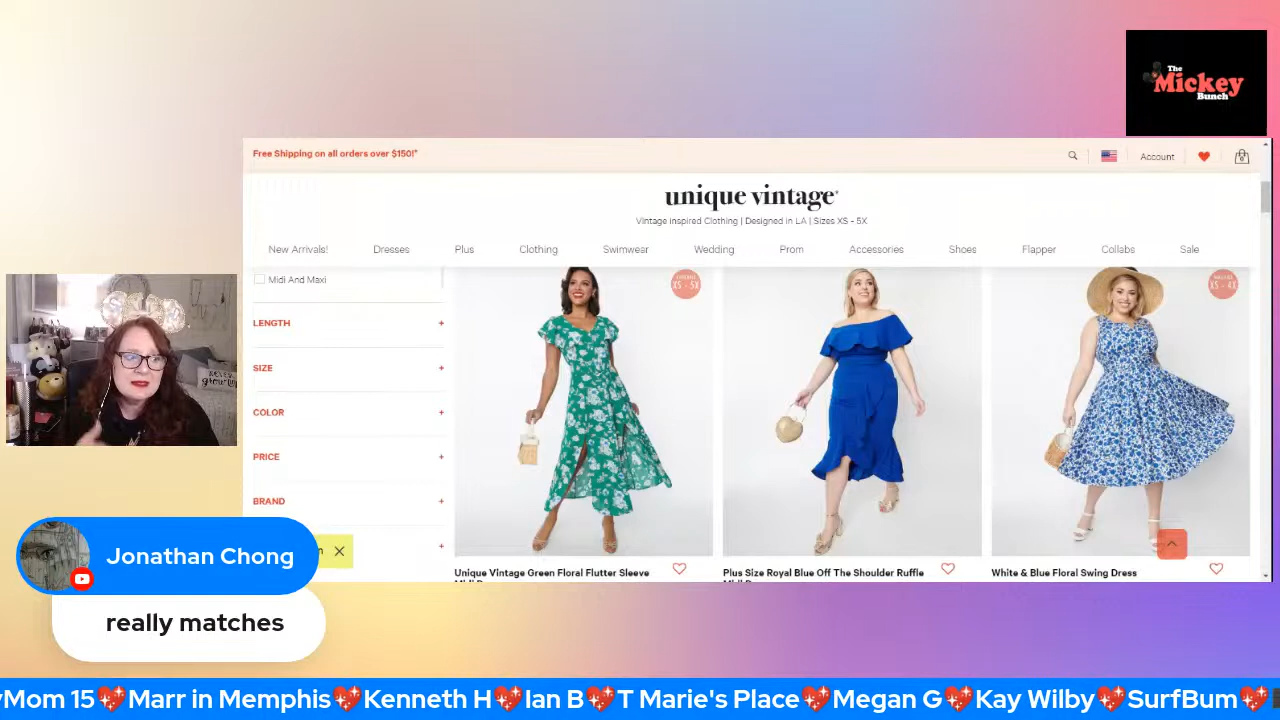 The
Mickey
Bunch
Free Shipping on all orders over $150!*
Account
0
unique vintage
Vintage Inspired Clothing | Designed in LA | Sizes XS - 5X
New Arrivals!
Dresses
Plus
Clothing
Swimwear
Wedding
Prom
Accessories
Shoes
Flapper
Collabs
Sale
Midi And Maxi
LENGTH +
SIZE +
COLOR +
PRICE +
BRAND +
+
XS - 5X
XS - 4X
Unique Vintage Green Floral Flutter Sleeve
Plus Size Royal Blue Off The Shoulder Ruffle
White & Blue Floral Swing Dress
Jonathan Chong
really matches
yMom 15💖Marr in Memphis💖Kenneth H💖Ian B💖T Marie's Place💖Megan G💖Kay Wilby💖SurfBum💖